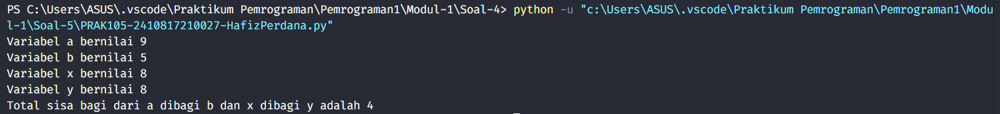 PS C:\Users\ASUS\.vscode\Praktikum Pemrograman\Pemrograman1\Modul-1\Soal-4> python -u "c:\Users\ASUS\.vscode\Praktikum Pemrograman\Pemrograman1\Modu
l-1\Soal-5\PRAK105-2410817210027-HafizPerdana.py"
Variabel a bernilai 9
Variabel b bernilai 5
Variabel x bernilai 8
Variabel y bernilai 8
Total sisa bagi dari a dibagi b dan x dibagi y adalah 4